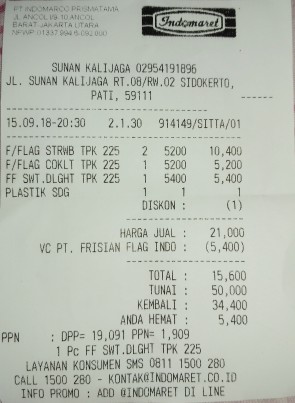 PT INDOMARCO PRISMATAMA
JL ANCOL 09. 10 ANCOL
BARAT-JAKARTA UTARA
NPWP 01.337.994.6-092.000
Indomaret
SUNAN KALIJAGA 02954191896
JL. SUNAN KALIJAGA RT.08/RW.02 SIDOKERTO,
PATI, 59111
15.09.18-20:30 2.1.30 914149/SITTA/01
F/FLAG STRWB TPK 225 2 5200 10,400
F/FLAG COKLT TPK 225 1 5200 5,200
FF SWT.DLGHT TPK 225 1 5400 5,400
PLASTIK SDG 1 1 1
DISKON : (1)
HARGA JUAL : 21,000
VC PT. FRISIAN FLAG INDO : (5,400)
TOTAL : 15,600
TUNAI : 50,000
KEMBALI : 34,400
ANDA HEMAT : 5,400
PPN : DPP= 19,091 PPN= 1,909
1 Pc FF SWT.DLGHT TPK 225
LAYANAN KONSUMEN SMS 0811 1500 280
CALL 1500 280 - KONTAK@INDOMARET.CO.ID
INFO PROMO : ADD @INDOMARET DI LINE